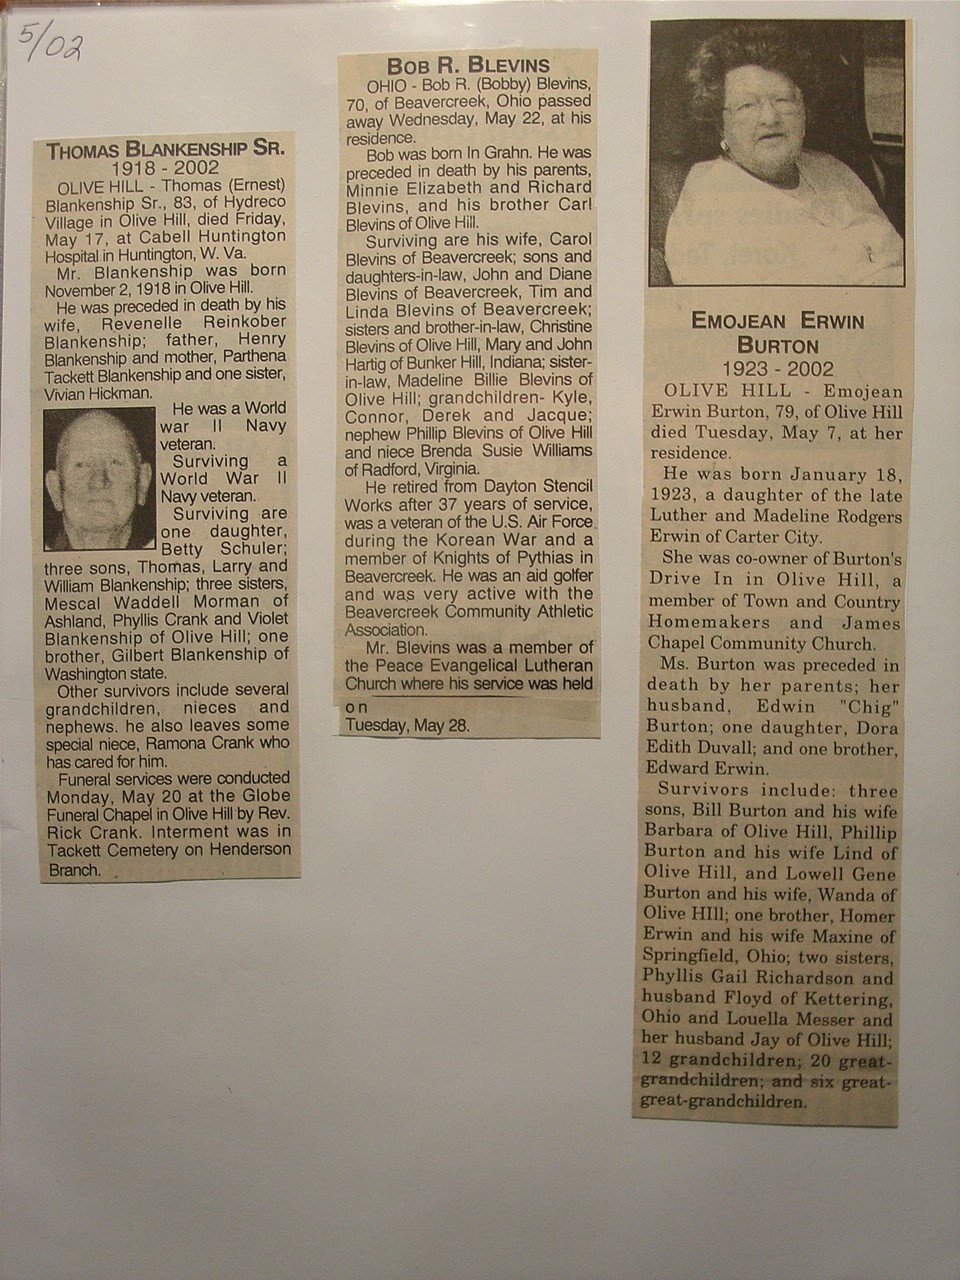 5/02
THOMAS BLANKENSHIP SR.
1918 - 2002
OLIVE HILL - Thomas (Ernest)
Blankenship Sr., 83, of Hydreco
Village in Olive Hill, died Friday,
May 17, at Cabell Huntington
Hospital in Huntington, W. Va.
Mr. Blankenship was born
November 2, 1918 in Olive Hill.
He was preceded in death by his
wife, Revenelle Reinkober
Blankenship; father, Henry
Blankenship and mother, Parthena
Tackett Blankenship and one sister,
Vivian Hickman.
He was a World
war II Navy
veteran.
Surviving a
World War II
Navy veteran.
Surviving are
one daughter,
Betty Schuler;
three sons, Thomas, Larry and
William Blankenship; three sisters,
Mescal Waddell Morman of
Ashland, Phyllis Crank and Violet
Blankenship of Olive Hill; one
brother, Gilbert Blankenship of
Washington state.
Other survivors include several
grandchildren, nieces and
nephews. he also leaves some
special niece, Ramona Crank who
has cared for him.
Funeral services were conducted
Monday, May 20 at the Globe
Funeral Chapel in Olive Hill by Rev.
Rick Crank. Interment was in
Tackett Cemetery on Henderson
Branch.
BOB R. BLEVINS
OHIO - Bob R. (Bobby) Blevins,
70, of Beavercreek, Ohio passed
away Wednesday, May 22, at his
residence.
Bob was born In Grahn. He was
preceded in death by his parents,
Minnie Elizabeth and Richard
Blevins, and his brother Carl
Blevins of Olive Hill.
Surviving are his wife, Carol
Blevins of Beavercreek; sons and
daughters-in-law, John and Diane
Blevins of Beavercreek, Tim and
Linda Blevins of Beavercreek;
sisters and brother-in-law, Christine
Blevins of Olive Hill, Mary and John
Hartig of Bunker Hill, Indiana; sister-
in-law, Madeline Billie Blevins of
Olive Hill; grandchildren- Kyle,
Connor, Derek and Jacque;
nephew Phillip Blevins of Olive Hill
and niece Brenda Susie Williams
of Radford, Virginia.
He retired from Dayton Stencil
Works after 37 years of service,
was a veteran of the U.S. Air Force
during the Korean War and a
member of Knights of Pythias in
Beavercreek. He was an aid golfer
and was very active with the
Beavercreek Community Athletic
Association.
Mr. Blevins was a member of
the Peace Evangelical Lutheran
Church where his service was held
on
Tuesday, May 28.
EMOJEAN ERWIN
BURTON
1923 - 2002
OLIVE HILL - Emojean
Erwin Burton, 79, of Olive Hill
died Tuesday, May 7, at her
residence.
He was born January 18,
1923, a daughter of the late
Luther and Madeline Rodgers
Erwin of Carter City.
She was co-owner of Burton's
Drive In in Olive Hill, a
member of Town and Country
Homemakers and James
Chapel Community Church.
Ms. Burton was preceded in
death by her parents; her
husband, Edwin "Chig"
Burton; one daughter, Dora
Edith Duvall; and one brother,
Edward Erwin.
Survivors include: three
sons, Bill Burton and his wife
Barbara of Olive Hill, Phillip
Burton and his wife Lind of
Olive Hill, and Lowell Gene
Burton and his wife, Wanda of
Olive HIll; one brother, Homer
Erwin and his wife Maxine of
Springfield, Ohio; two sisters,
Phyllis Gail Richardson and
husband Floyd of Kettering,
Ohio and Louella Messer and
her husband Jay of Olive Hill;
12 grandchildren; 20 great-
grandchildren; and six great-
great-grandchildren.